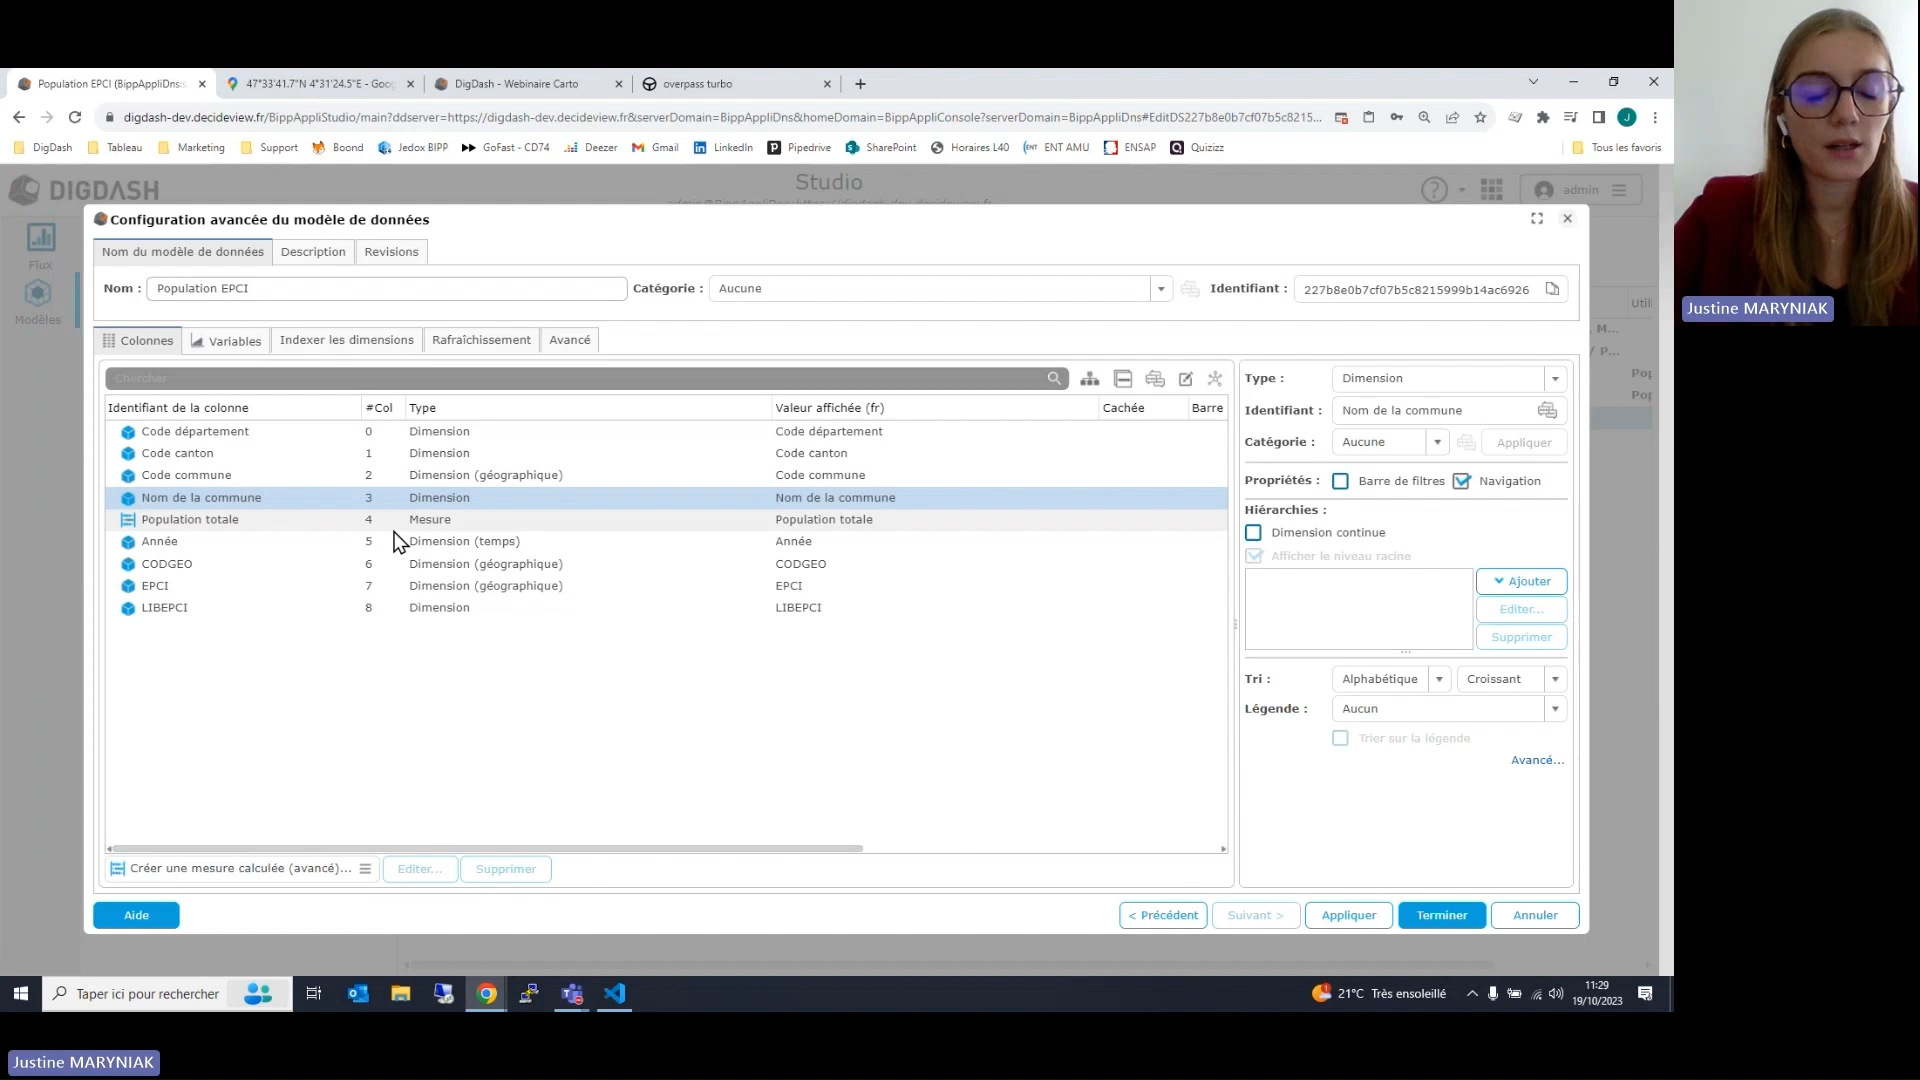 Population EPCI (BippAppliDns:
47°33'41.7"N 4°31'24.5"E - Goog
DigDash - Webinaire Carto
overpass turbo
digdash-dev.decideview.fr/BippAppliStudio/main?ddserver=https://digdash-dev.decideview.fr&serverDomain=BippAppliDns&homeDomain=BippAppliConsole?serverDomain=BippAppliDns#EditDS227b8e0b7cf07b5c8215...
J
DigDash
Tableau
Marketing
Support
Boond
Jedox BIPP
GoFast - CD74
Deezer
Gmail
LinkedIn
Pipedrive
SharePoint
Horaires L40
ENT AMU
ENSAP
Quizizz
Tous les favoris
DIGDASH
Studio
admin
Flux
Modèles
Configuration avancée du modèle de données
Nom du modèle de données
Description
Revisions
Nom :
Population EPCI
Catégorie :
Aucune
Identifiant :
227b8e0b7cf07b5c8215999b14ac6926
Colonnes
Variables
Indexer les dimensions
Rafraîchissement
Avancé
Chercher
Identifiant de la colonne #Col Type Valeur affichée (fr) Cachée Barre
Code département 0 Dimension Code département
Code canton 1 Dimension Code canton
Code commune 2 Dimension (géographique) Code commune
Nom de la commune 3 Dimension Nom de la commune
Population totale 4 Mesure Population totale
Année 5 Dimension (temps) Année
CODGEO 6 Dimension (géographique) CODGEO
EPCI 7 Dimension (géographique) EPCI
LIBEPCI 8 Dimension LIBEPCI
Type :
Dimension
Identifiant :
Nom de la commune
Catégorie :
Aucune
Appliquer
Propriétés :
Barre de filtres
Navigation
Hiérarchies :
Dimension continue
Afficher le niveau racine
Ajouter
Editer...
Supprimer
Tri :
Alphabétique
Croissant
Légende :
Aucun
Trier sur la légende
Avancé...
Créer une mesure calculée (avancé)...
Editer...
Supprimer
Aide
< Précédent
Suivant >
Appliquer
Terminer
Annuler
Taper ici pour rechercher
21°C Très ensoleillé
11:29
19/10/2023
Justine MARYNIAK
Justine MARYNIAK